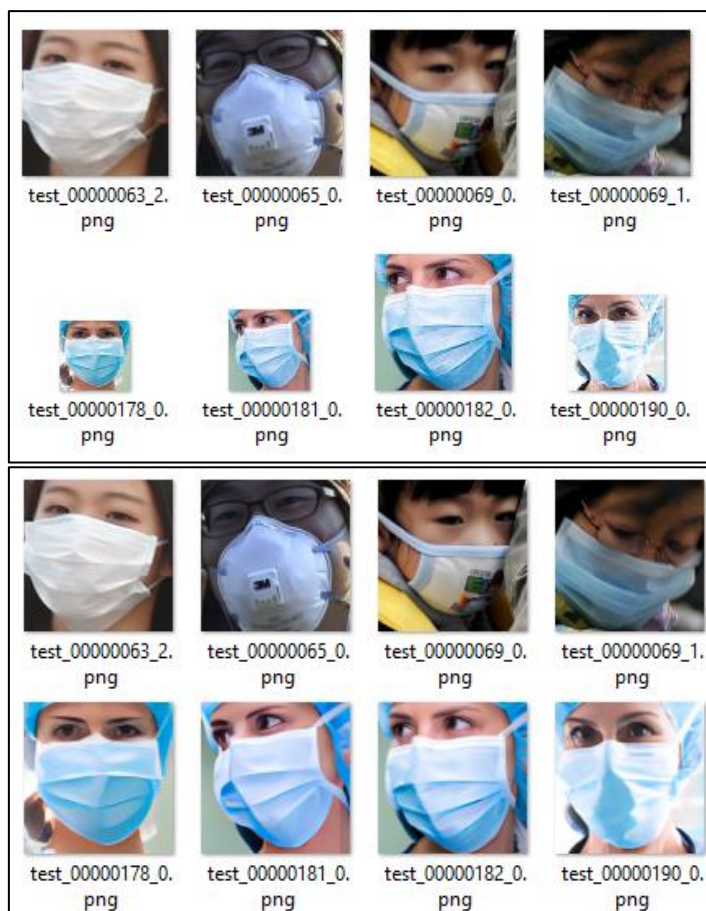 test_00000063_2.
png
test_00000065_0.
png
test_00000069_0.
png
test_00000069_1.
png
test_00000178_0.
png
test_00000181_0.
png
test_00000182_0.
png
test_00000190_0.
png
test_00000063_2.
png
3M
test_00000065_0.
png
test_00000069_0.
png
test_00000069_1.
png
test_00000178_0.
png
test_00000181_0.
png
test_00000182_0.
png
test_00000190_0.
png